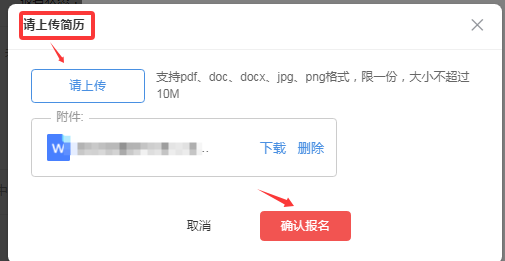 请上传简历
请上传
支持pdf、doc、docx、jpg、png格式，限一份，大小不超过
10M
附件:
W
..
下载 删除
取消
确认报名
中